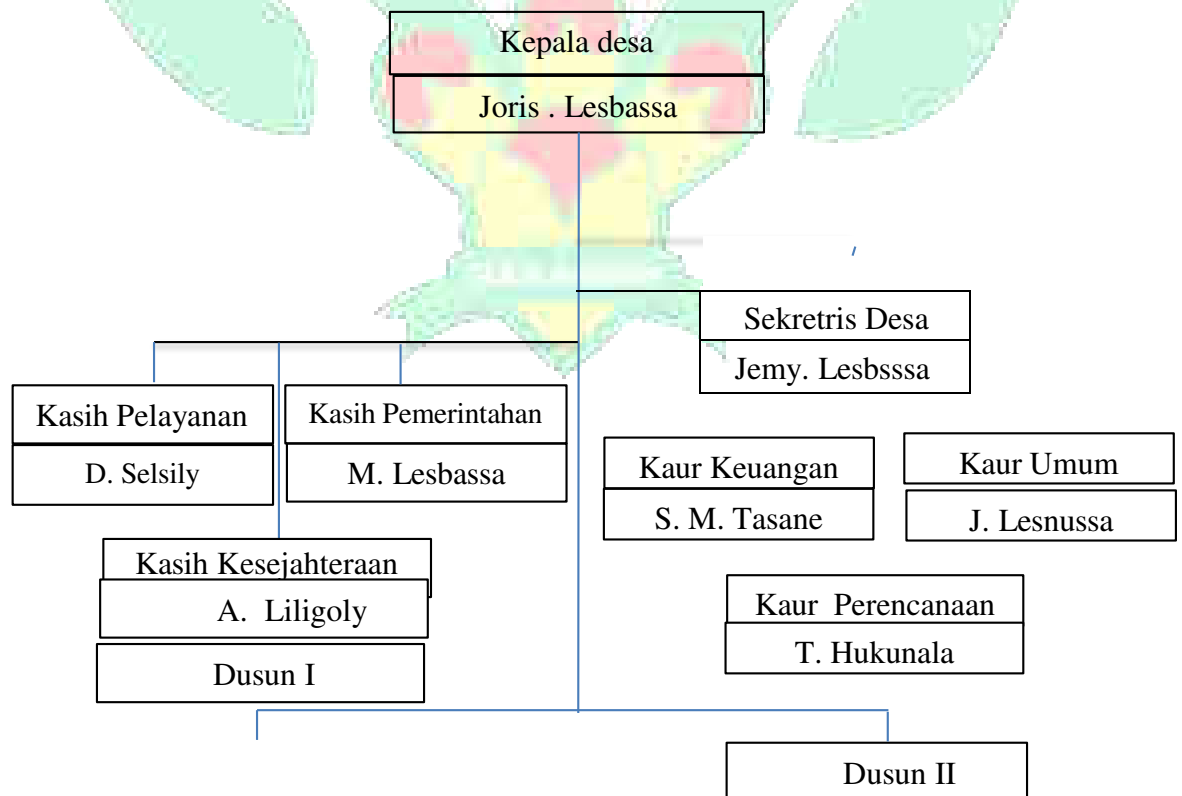 Kepala desa
Joris . Lesbassa
Sekretris Desa
Jemy. Lesbsssa
Kasih Pelayanan
D. Selsily
Kasih Pemerintahan
M. Lesbassa
Kaur Keuangan
S. M. Tasane
Kaur Umum
J. Lesnussa
Kasih Kesejahteraan
A. Liligoly
Kaur Perencanaan
T. Hukunala
Dusun I
Dusun II